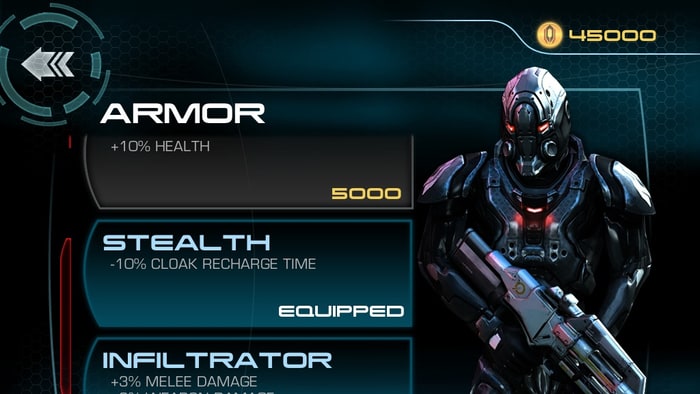 45000
ARMOR
+10% HEALTH
5000
STEALTH
-10% CLOAK RECHARGE TIME
EQUIPPED
INFILTRATOR
+3% MELEE DAMAGE